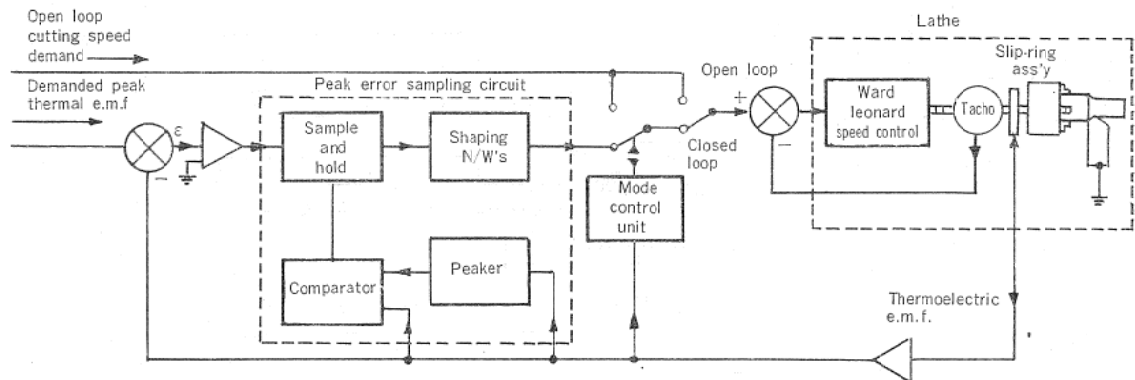 Open loop
cutting speed
demand
Demanded peak
thermal e.m.f
ε
Peak error sampling circuit
Sample
and
hold
Shaping
N/W's
Comparator
Peaker
Open loop
Closed
loop
Mode
control
unit
+
−
−
Lathe
Ward
leonard
speed control
Tacho
Slip-ring
ass'y
Thermoelectric
e.m.f.